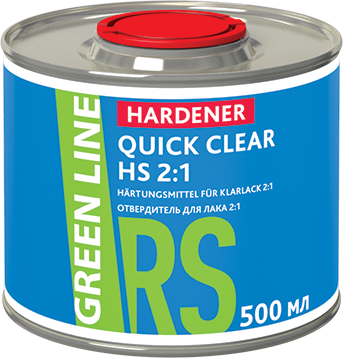 HARDENER
QUICK CLEAR
HS 2:1
HÄRTUNGSMITTEL FÜR KLARLACK 2:1
ОТВЕРДИТЕЛЬ ДЛЯ ЛАКА 2:1
GREEN LINE
RS
500 МЛ